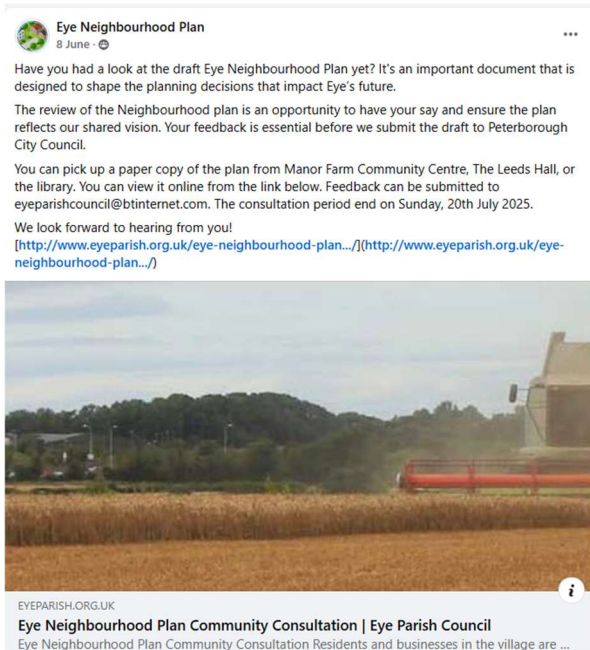 Eye Neighbourhood Plan
8 June ·
Have you had a look at the draft Eye Neighbourhood Plan yet? It's an important document that is
designed to shape the planning decisions that impact Eye's future.
The review of the Neighbourhood plan is an opportunity to have your say and ensure the plan
reflects our shared vision. Your feedback is essential before we submit the draft to Peterborough
City Council.
You can pick up a paper copy of the plan from Manor Farm Community Centre, The Leeds Hall, or
the library. You can view it online from the link below. Feedback can be submitted to
eyeparishcouncil@btinternet.com. The consultation period end on Sunday, 20th July 2025.
We look forward to hearing from you!
[http://www.eyeparish.org.uk/eye-neighbourhood-plan.../](http://www.eyeparish.org.uk/eye-
neighbourhood-plan.../)
EYEPARISH.ORG.UK
Eye Neighbourhood Plan Community Consultation | Eye Parish Council
Eye Neighbourhood Plan Community Consultation Residents and businesses in the village are ...